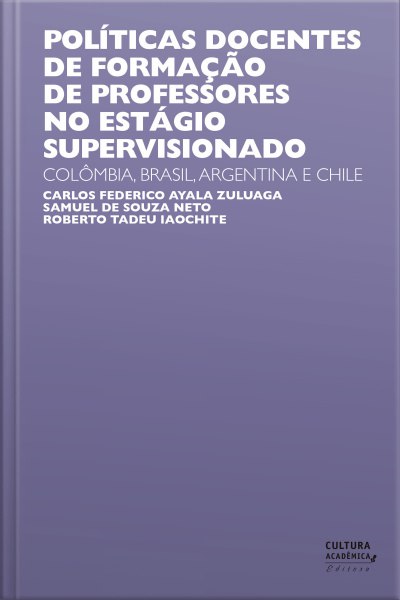 POLÍTICAS DOCENTES
DE FORMAÇÃO
DE PROFESSORES
NO ESTÁGIO
SUPERVISIONADO
COLÔMBIA, BRASIL, ARGENTINA E CHILE
CARLOS FEDERICO AYALA ZULUAGA
SAMUEL DE SOUZA NETO
ROBERTO TADEU IAOCHITE
CULTURA
ACADÊMICA
Editora